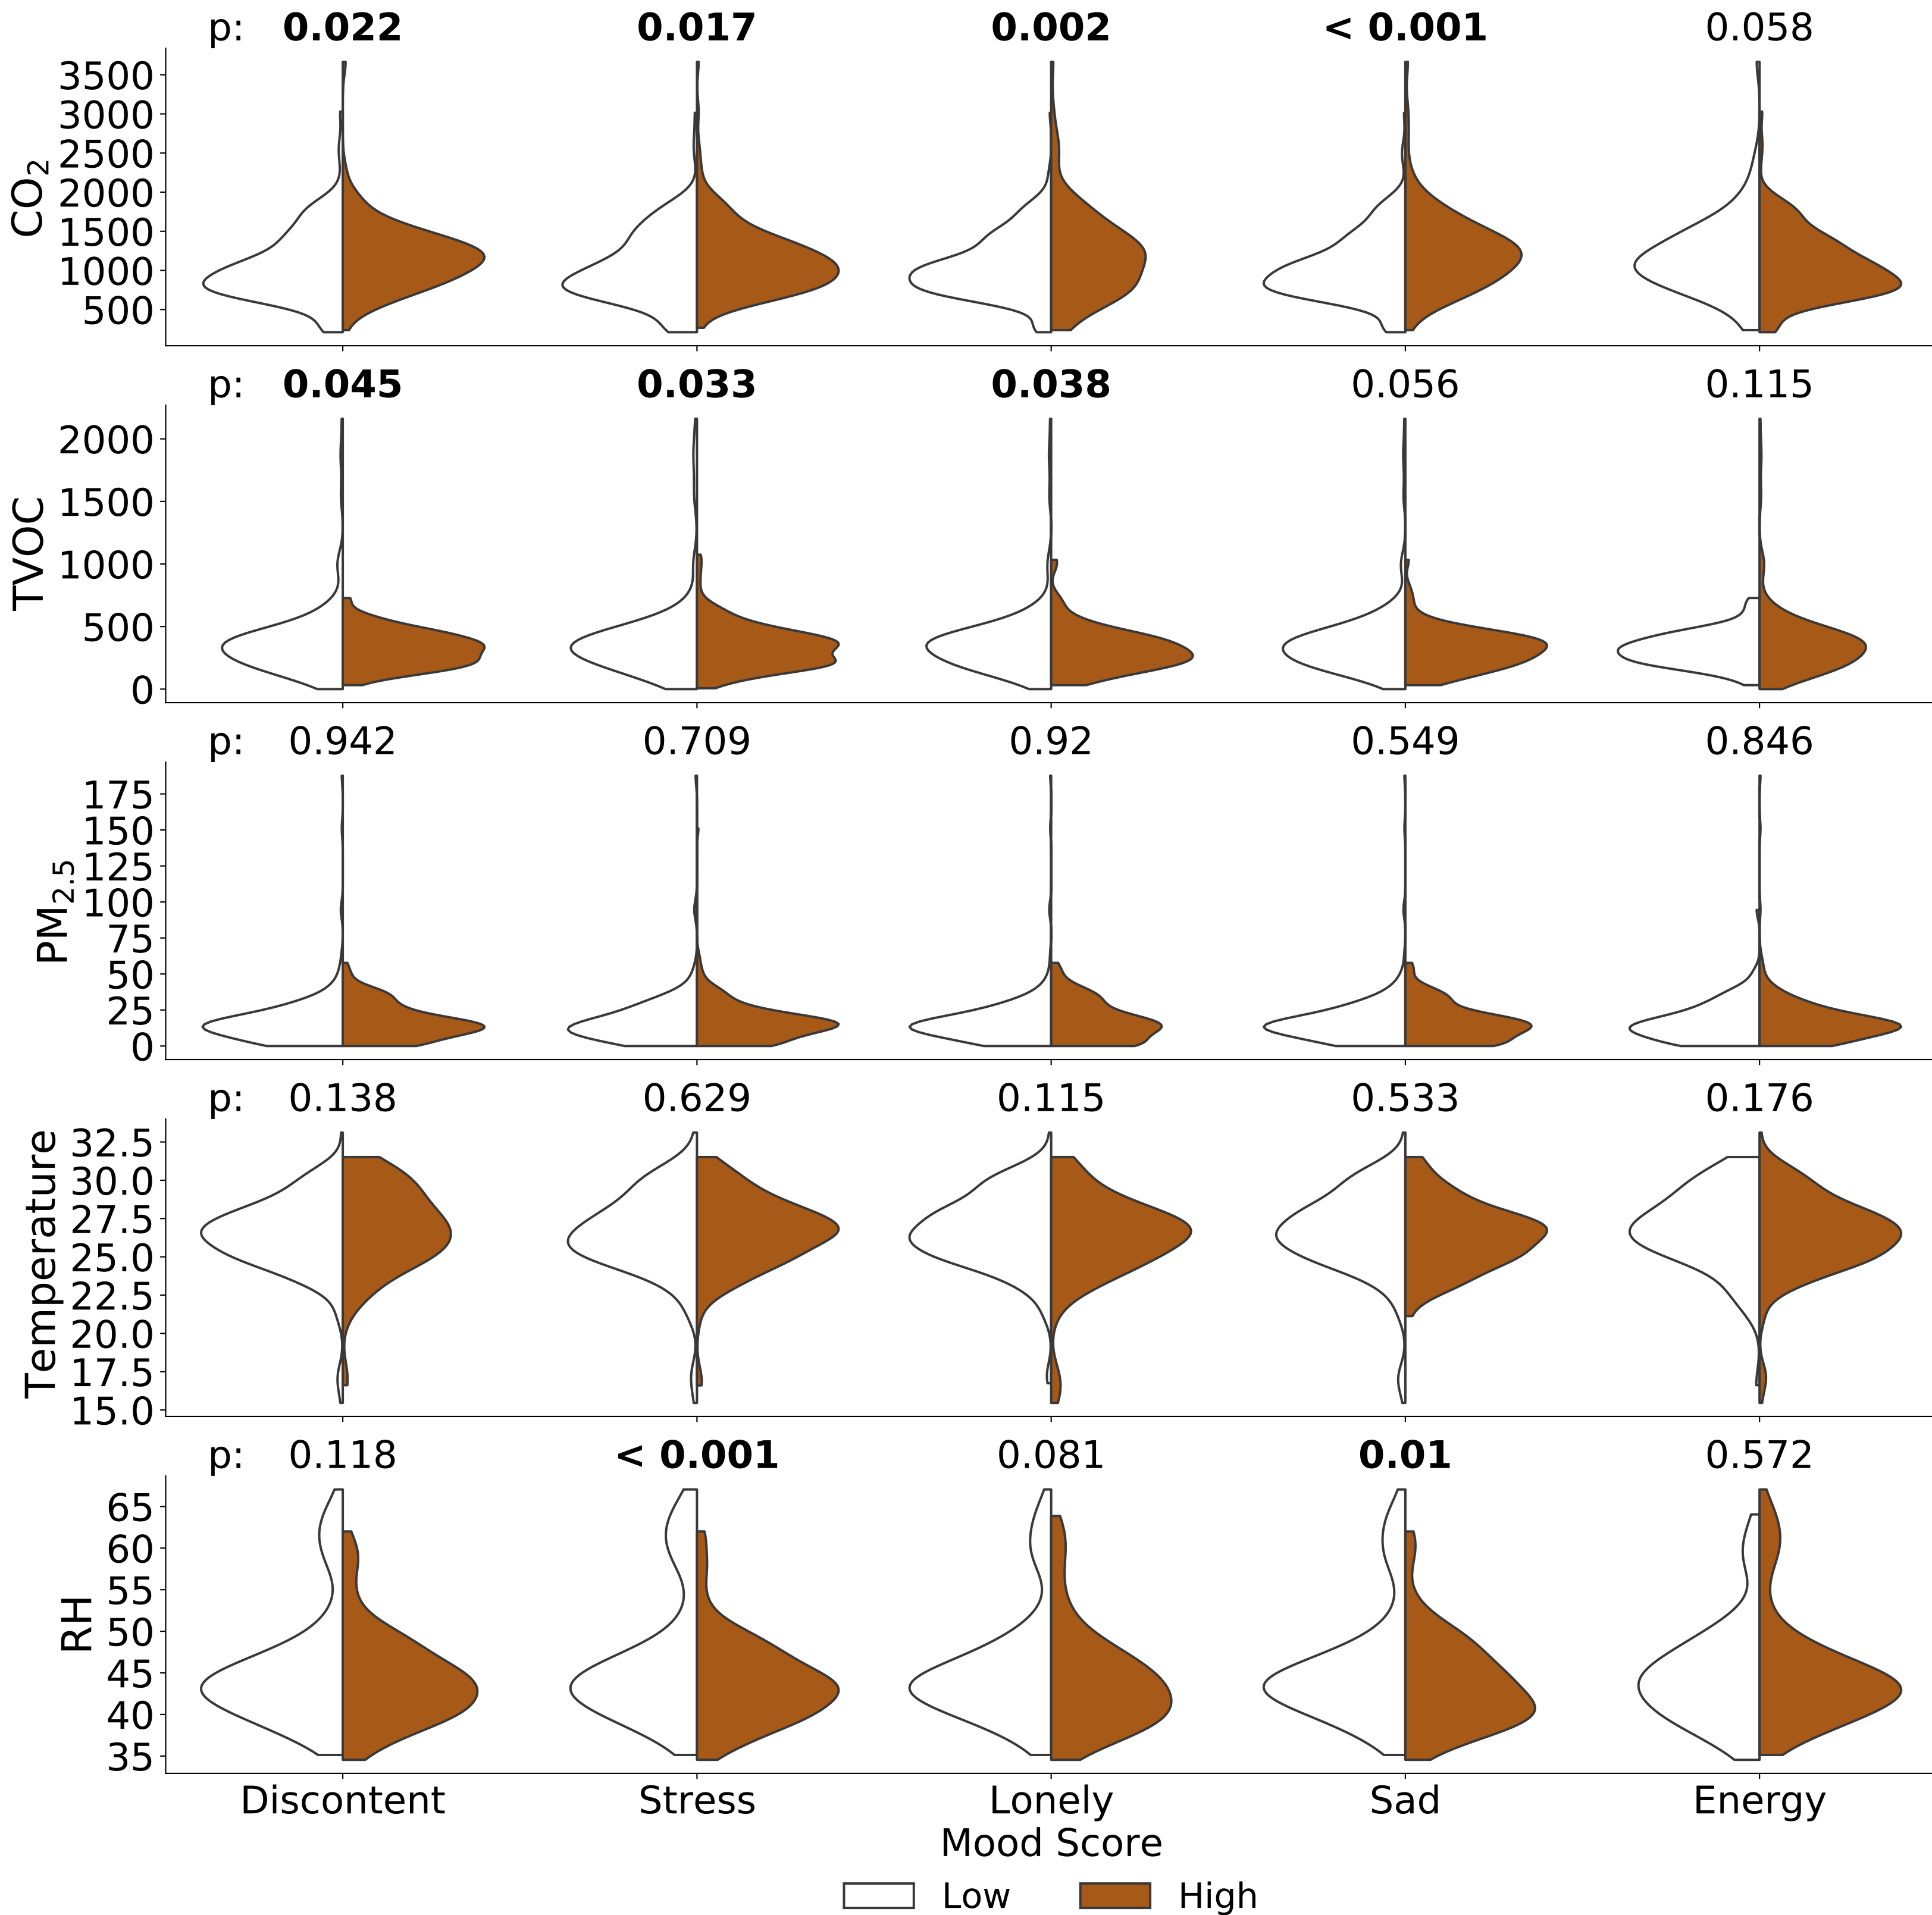 p: 0.022 0.017 0.002 < 0.001 0.058
CO2
3500
3000
2500
2000
1500
1000
500
p: 0.045 0.033 0.038 0.056 0.115
TVOC
2000
1500
1000
500
0
p: 0.942 0.709 0.92 0.549 0.846
PM2.5
175
150
125
100
75
50
25
0
p: 0.138 0.629 0.115 0.533 0.176
Temperature
32.5
30.0
27.5
25.0
22.5
20.0
17.5
15.0
p: 0.118 < 0.001 0.081 0.01 0.572
RH
65
60
55
50
45
40
35
Discontent Stress Lonely Sad Energy
Mood Score
Low High